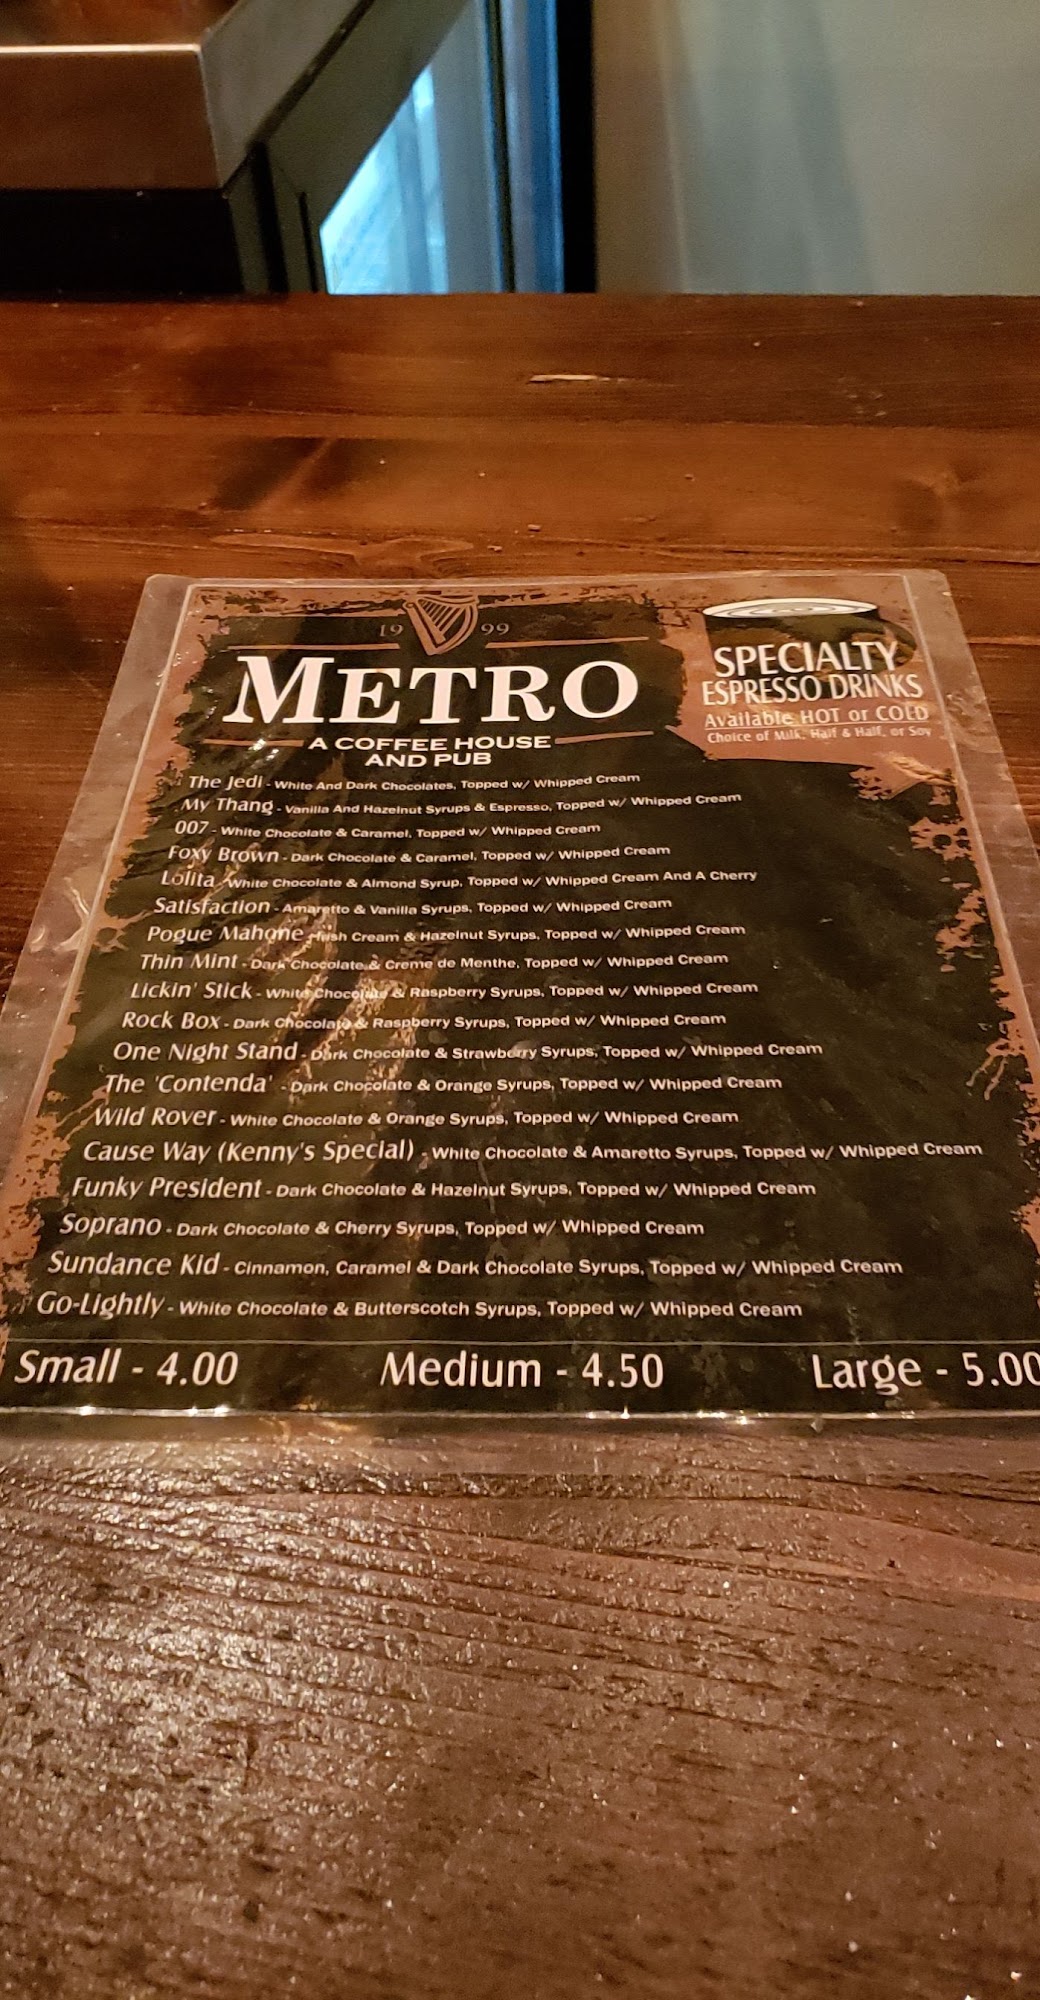 19 99
METRO
A COFFEE HOUSE
AND PUB
SPECIALTY
ESPRESSO DRINKS
Available HOT or COLD
Choice of Milk, Half & Half, or Soy
The Jedi - White And Dark Chocolates, Topped w/ Whipped Cream
My Thang - Vanilla And Hazelnut Syrups & Espresso, Topped w/ Whipped Cream
007 - White Chocolate & Caramel, Topped w/ Whipped Cream
Foxy Brown - Dark Chocolate & Caramel, Topped w/ Whipped Cream
Lolita - White Chocolate & Almond Syrup, Topped w/ Whipped Cream And A Cherry
Satisfaction - Amaretto & Vanilla Syrups, Topped w/ Whipped Cream
Pogue Mahone - Irish Cream & Hazelnut Syrups, Topped w/ Whipped Cream
Thin Mint - Dark Chocolate & Creme de Menthe, Topped w/ Whipped Cream
Lickin' Stick - White Chocolate & Raspberry Syrups, Topped w/ Whipped Cream
Rock Box - Dark Chocolate & Raspberry Syrups, Topped w/ Whipped Cream
One Night Stand - Dark Chocolate & Strawberry Syrups, Topped w/ Whipped Cream
The 'Contenda' - Dark Chocolate & Orange Syrups, Topped w/ Whipped Cream
Wild Rover - White Chocolate & Orange Syrups, Topped w/ Whipped Cream
Cause Way (Kenny's Special) - White Chocolate & Amaretto Syrups, Topped w/ Whipped Cream
Funky President - Dark Chocolate & Hazelnut Syrups, Topped w/ Whipped Cream
Soprano - Dark Chocolate & Cherry Syrups, Topped w/ Whipped Cream
Sundance Kid - Cinnamon, Caramel & Dark Chocolate Syrups, Topped w/ Whipped Cream
Go-Lightly - White Chocolate & Butterscotch Syrups, Topped w/ Whipped Cream
Small - 4.00 Medium - 4.50 Large - 5.00